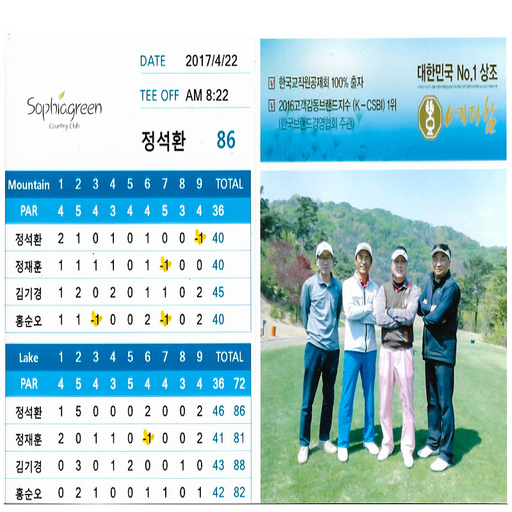 DATE 2017/4/22
TEE OFF AM 8:22
Sophiagreen
Country Club
정석환 86
Mountain 1 2 3 4 5 6 7 8 9 TOTAL
PAR 4 5 4 3 4 4 5 3 4 36
정석환 2 1 0 1 0 1 0 0 -1 40
정재훈 1 1 1 1 0 1 -1 0 0 40
김기경 1 2 0 2 0 1 1 0 2 45
홍순오 1 1 -1 0 0 2 -1 0 2 40
Lake 1 2 3 4 5 6 7 8 9 TOTAL
PAR 4 5 4 3 5 4 4 3 4 36 72
정석환 1 5 0 0 0 2 0 0 2 46 86
정재훈 2 0 1 1 0 -1 0 0 2 41 81
김기경 0 3 0 1 2 0 0 1 0 43 88
홍순오 0 2 1 0 0 1 1 0 1 42 82
한국교직원공제회 100% 출자
2016고객감동브랜드지수 (K-CSBI) 1위
(한국브랜드경영협회 주관)
대한민국 No.1 상조
예다함